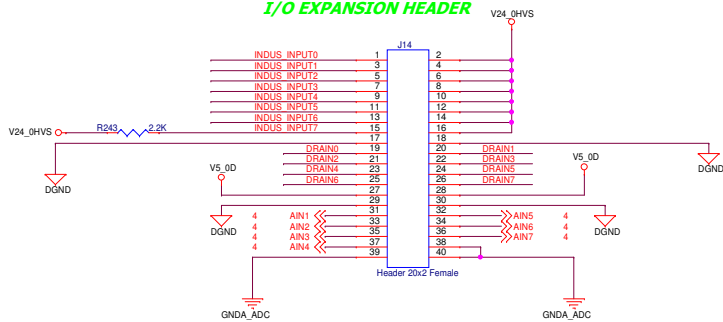 I/O EXPANSION HEADER
V24_0HVS
J14
INDUS_INPUT0 1 2
INDUS_INPUT1 3 4
INDUS_INPUT2 5 6
INDUS_INPUT3 7 8
INDUS_INPUT4 9 10
INDUS_INPUT5 11 12
INDUS_INPUT6 13 14
V24_0HVS R243 2.2K INDUS_INPUT7 15 16
17 18
DRAIN0 19 20 DRAIN1
DRAIN2 21 22 DRAIN3
DRAIN4 23 24 DRAIN5
DRAIN6 25 26 DRAIN7
V5_0D 27 28 V5_0D
DGND 29 30 DGND
4 AIN1 31 32 AIN5 4
4 AIN2 33 34 AIN6 4
4 AIN3 35 36 AIN7 4
4 AIN4 37 38
39 40
DGND DGND
Header 20x2 Female
GNDA_ADC GNDA_ADC